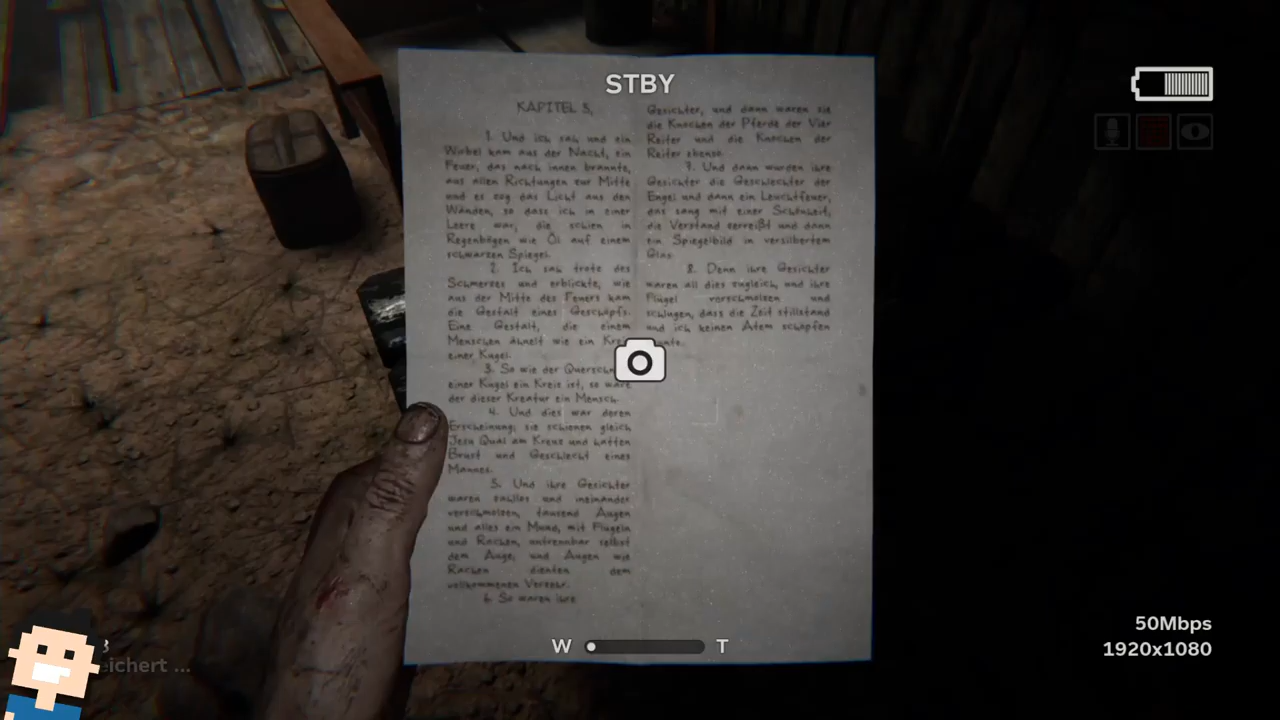 STBY
KAPITEL 5,
1. Und ich sah und ein
Wirbel kam aus der Nacht, ein
Feuer, das nach innen brannte,
aus allen Richtungen zur Mitte
und es zog das Licht aus den
Wänden, so dass ich in einer
Leere war, die schien in
Regenbögen wie Öl auf einem
schwarzen Spiegel.
2. Ich sah trotz des
Schmerzes und erblickte, wie
aus der Mitte des Feuers kam
die Gestalt eines Geschöpfs.
Eine Gestalt, die einem
Menschen ähnelt wie ein
einer Kugel.
3. So wie der
einer Kugel ein Kreis ist, so wäre
der dieser Kreatur ein Mensch.
4. Und dies war deren
Erscheinung; sie schienen gleich
Jesu Qual am Kreuz und hatten
Brust und Geschlecht eines
Mannes.
5. Und ihre Gesichter
waren zahllos und ineinander
verschmolzen, tausend Augen
und alles ein Mund, mit Flügeln
und Rachen, untrennbar selbst
dem Auge; und Augen wie
Rachen dienten dem
vollkommenen Verzehr.
6. So waren ihre
Gesichter, und dann waren sie
die Knochen der Pferde der Vier
Reiter und die Knochen der
Reiter ebenso.
7. Und dann wurden ihre
Gesichter die Geschlechter der
Engel und dann ein Leuchtfeuer,
das sang mit einer Schönheit,
die Verstand zerreißt und dann
ein Spiegelbild in versilbertem
Glas.
8. Denn ihre Gesichter
waren all dies zugleich, und ihre
Flügel verschmolzen und
schlugen, dass die Zeit stillstand
und ich keinen Atem schöpfen
W T
50Mbps
1920x1080